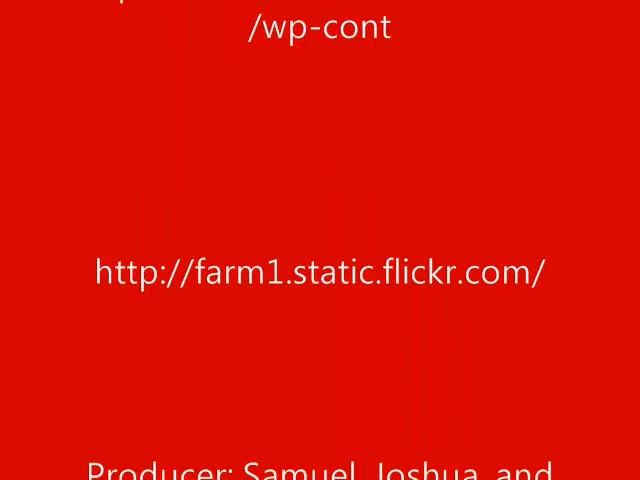 /wp-cont
http://farm1.static.flickr.com/
Producer: Samuel, Joshua, and